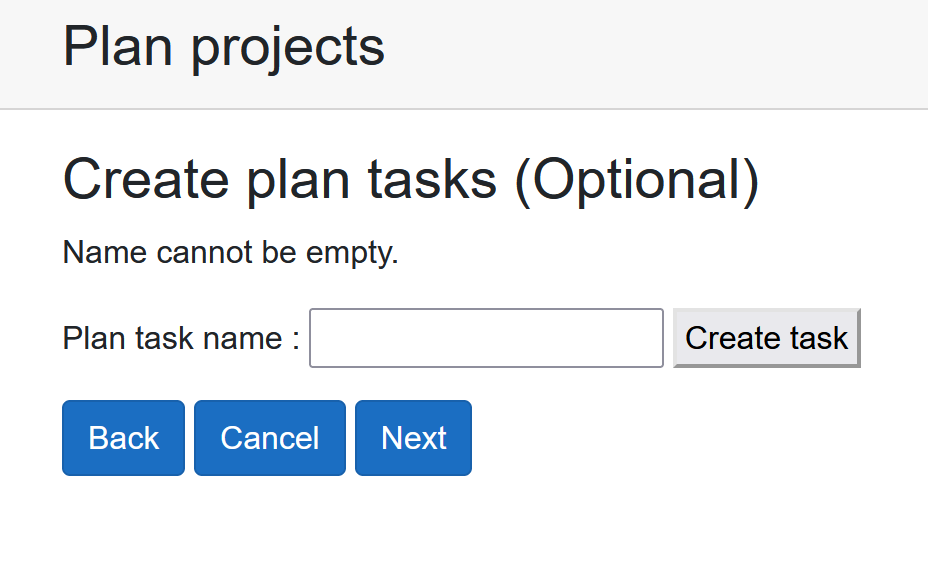 Plan projects
Create plan tasks (Optional)
Name cannot be empty.
Plan task name : Create task
Back Cancel Next